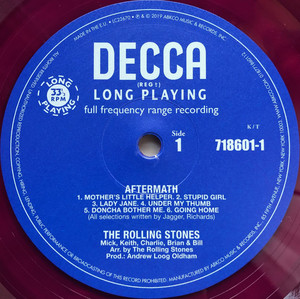 MADE IN THE E.U. (C33670) ℗ © 2019 ABKCO MUSIC & RECORDS, INC.
DECCA
(REG†)
LONG PLAYING
full frequency range recording
LONG
33⅓
RPM
PLAYING
Side
1
K/T
718601-1
AFTERMATH
1. MOTHER'S LITTLE HELPER. 2. STUPID GIRL
3. LADY JANE. 4. UNDER MY THUMB
5. DONCHA BOTHER ME. 6. GOING HOME
(All selections written by Jagger, Richards)
THE ROLLING STONES
Mick, Keith, Charlie, Brian & Bill
Arr. by The Rolling Stones
Prod.: Andrew Loog Oldham